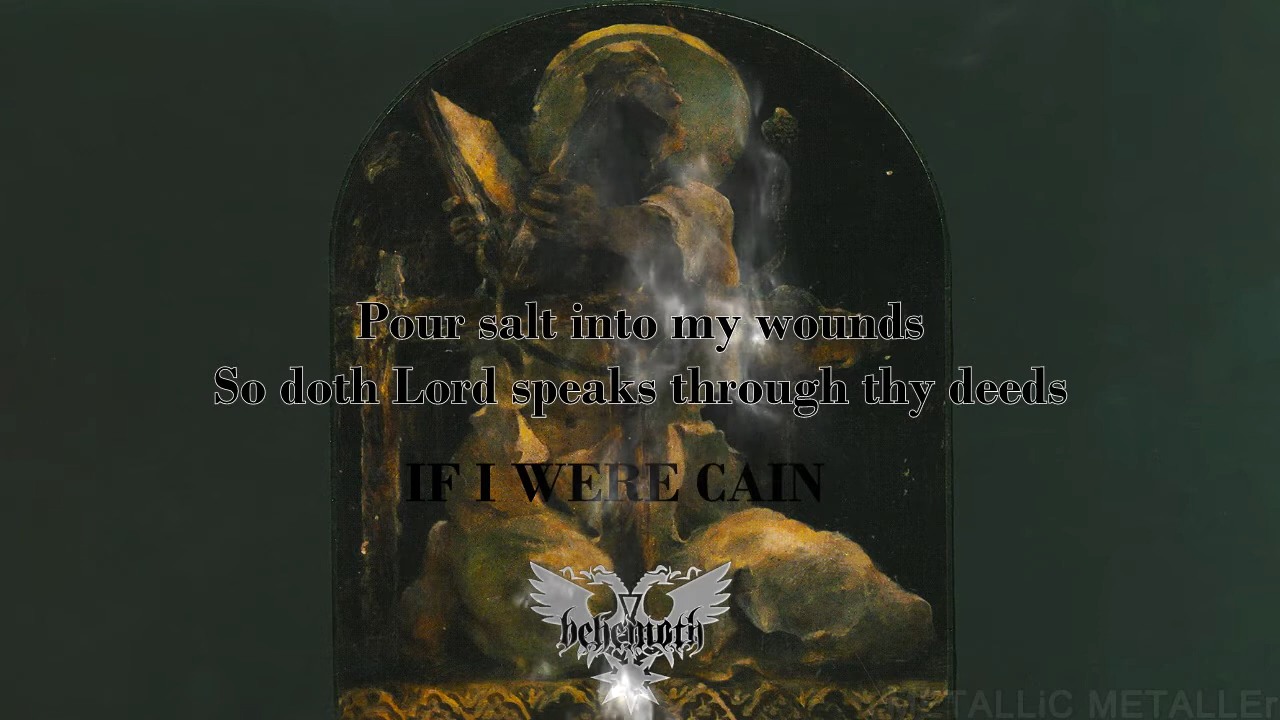 Pour salt into my wounds
So doth Lord speaks through thy deeds
IF I WERE CAIN
behemoth
METALLiC METALLEr